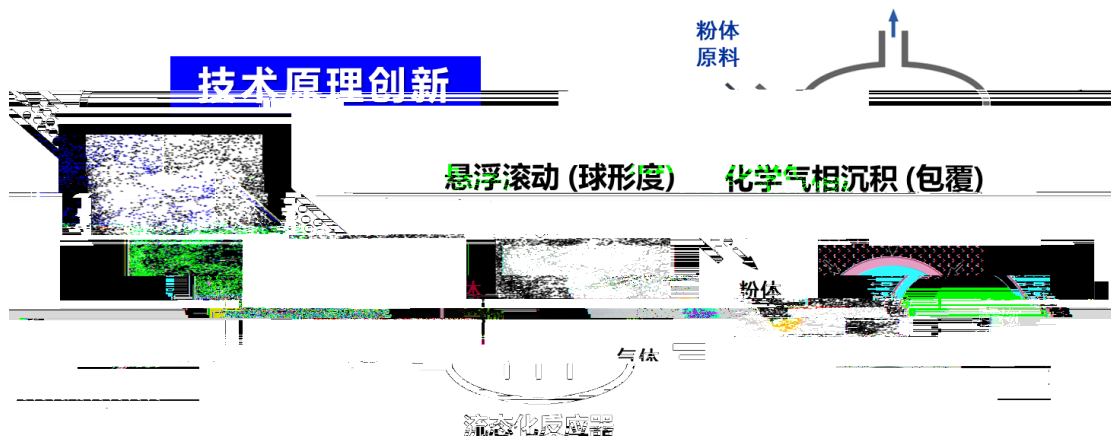 粉体
原料
技术原理创新
悬浮滚动 (球形度)
化学气相沉积 (包覆)
粉体
气体
流态化反应器